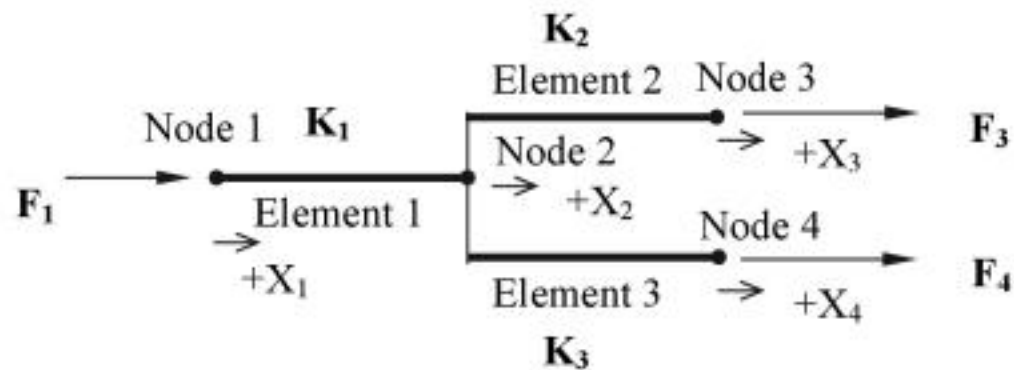 K₂
Element 2
Node 3
Node 1
K₁
F₃
+X₃
Node 2
F₁
+X₂
Element 1
Node 4
+X₁
F₄
Element 3
+X₄
K₃